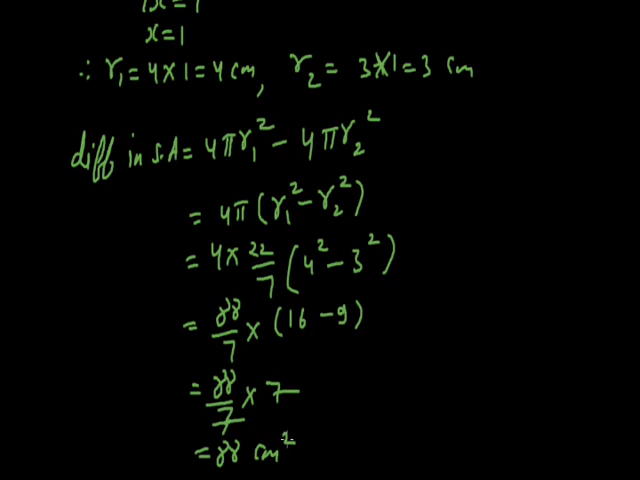 x=1
∴ r₁ = 4×1 = 4 cm, r₂ = 3×1 = 3 cm
diff in S.A = 4πr₁² − 4πr₂²
= 4π(r₁² − r₂²)
= 4× 22/7 (4² − 3²)
= 88/7 × (16 − 9)
= 88/7 × 7
= 88 cm²